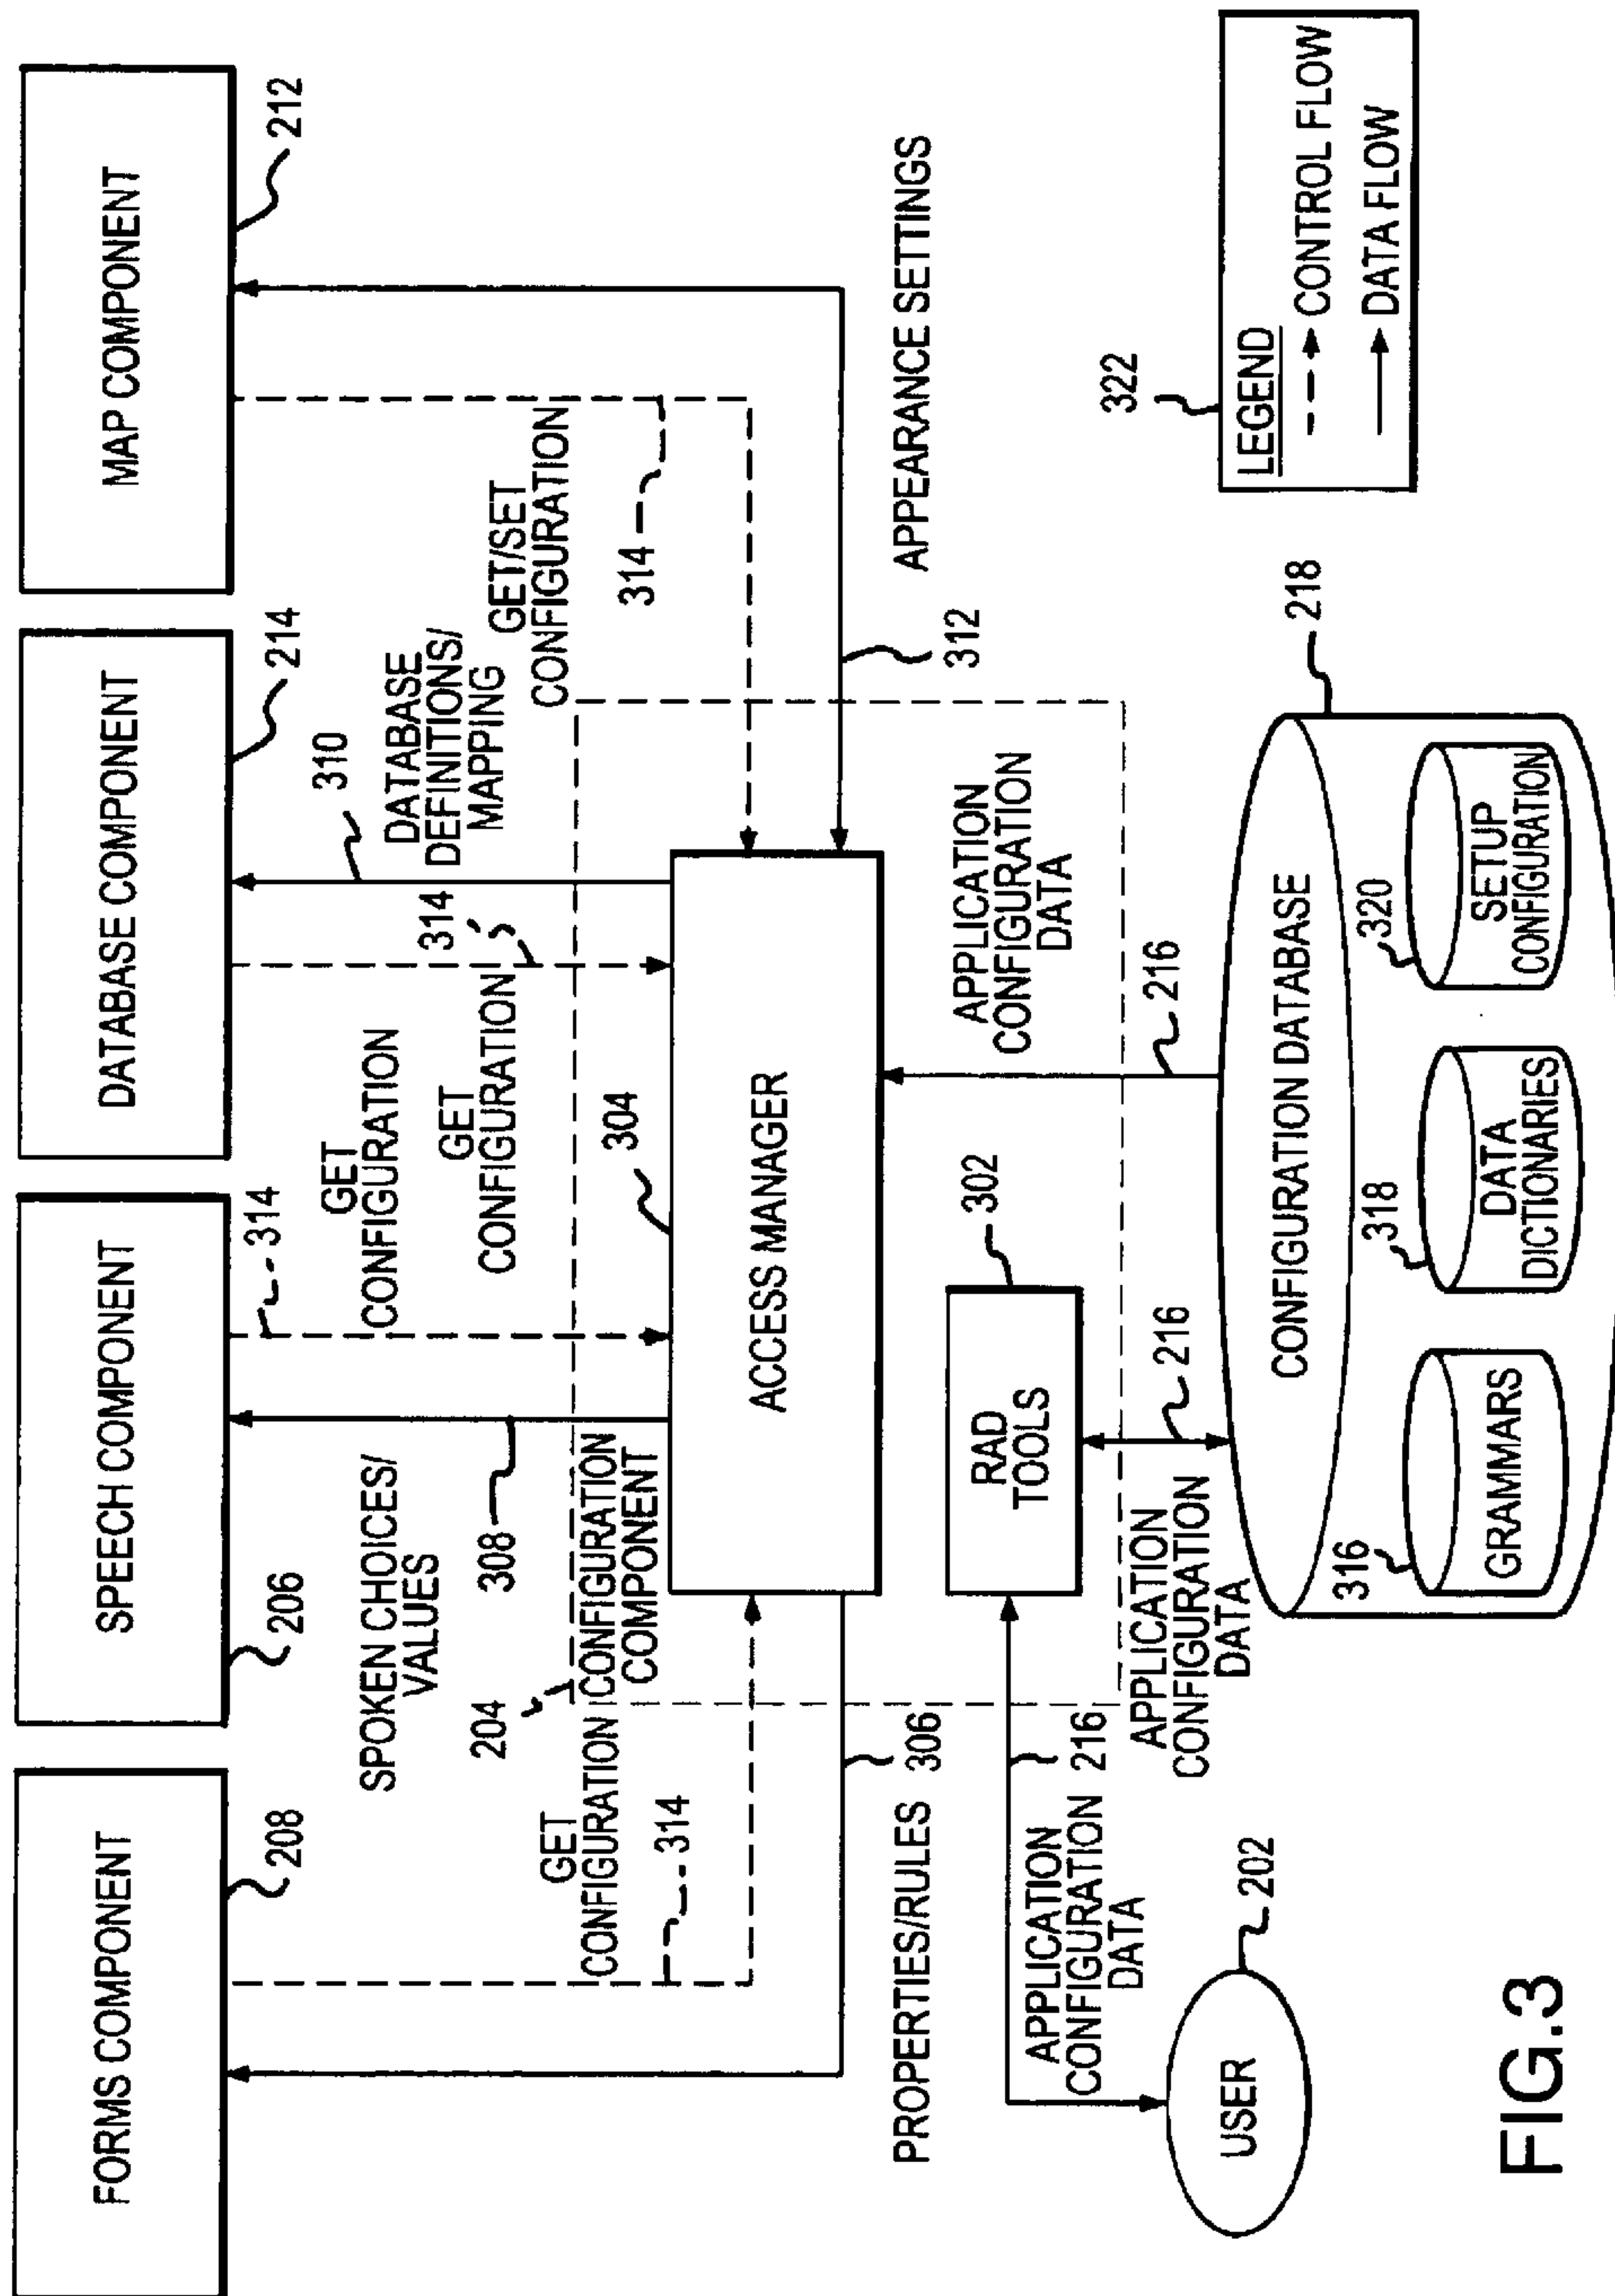 FORMS COMPONENT
208
SPEECH COMPONENT
206
DATABASE COMPONENT
214
MAP COMPONENT
212
GET
CONFIGURATION
314
SPOKEN CHOICES/
VALUES
308
314
GET
CONFIGURATION
GET
CONFIGURATION
314
310
DATABASE
DEFINITIONS/
MAPPING
GET/SET
CONFIGURATION
314
204
CONFIGURATION
COMPONENT
304
ACCESS MANAGER
PROPERTIES/RULES
306
312
APPEARANCE SETTINGS
RAD
TOOLS
302
APPLICATION
CONFIGURATION
DATA
216
APPLICATION
CONFIGURATION
DATA
216
APPLICATION
CONFIGURATION
DATA
216
USER
202
CONFIGURATION DATABASE
218
316
GRAMMARS
318
DATA
DICTIONARIES
320
SETUP
CONFIGURATION
322
LEGEND
CONTROL FLOW
DATA FLOW
FIG.3